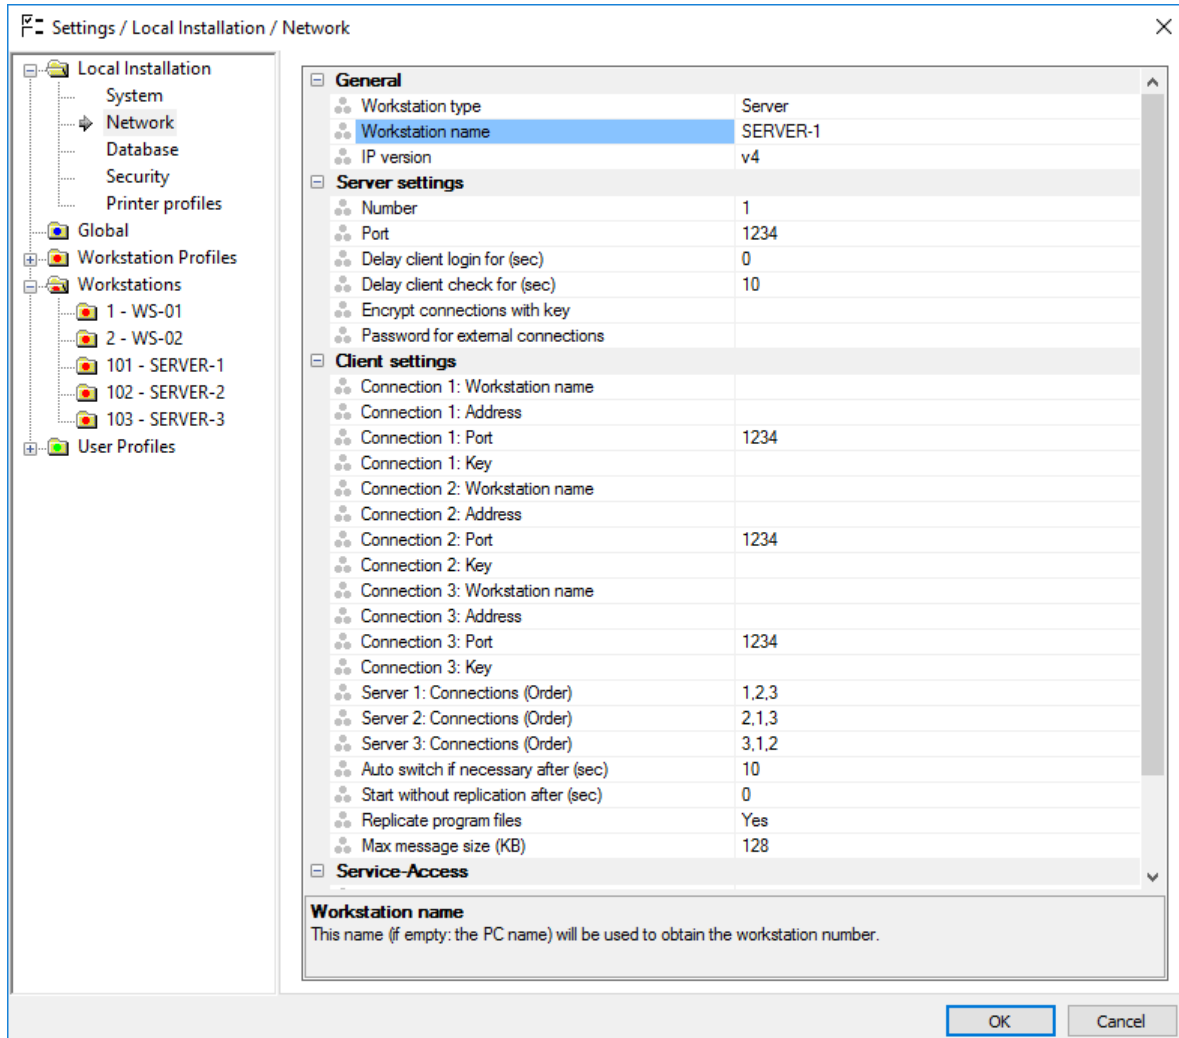 Settings / Local Installation / Network
Local Installation
System
Network
Database
Security
Printer profiles
Global
Workstation Profiles
Workstations
1 - WS-01
2 - WS-02
101 - SERVER-1
102 - SERVER-2
103 - SERVER-3
User Profiles
General
Workstation type Server
Workstation name SERVER-1
IP version v4
Server settings
Number 1
Port 1234
Delay client login for (sec) 0
Delay client check for (sec) 10
Encrypt connections with key
Password for external connections
Client settings
Connection 1: Workstation name
Connection 1: Address
Connection 1: Port 1234
Connection 1: Key
Connection 2: Workstation name
Connection 2: Address
Connection 2: Port 1234
Connection 2: Key
Connection 3: Workstation name
Connection 3: Address
Connection 3: Port 1234
Connection 3: Key
Server 1: Connections (Order) 1,2,3
Server 2: Connections (Order) 2,1,3
Server 3: Connections (Order) 3,1,2
Auto switch if necessary after (sec) 10
Start without replication after (sec) 0
Replicate program files Yes
Max message size (KB) 128
Service-Access
Workstation name
This name (if empty: the PC name) will be used to obtain the workstation number.
OK Cancel